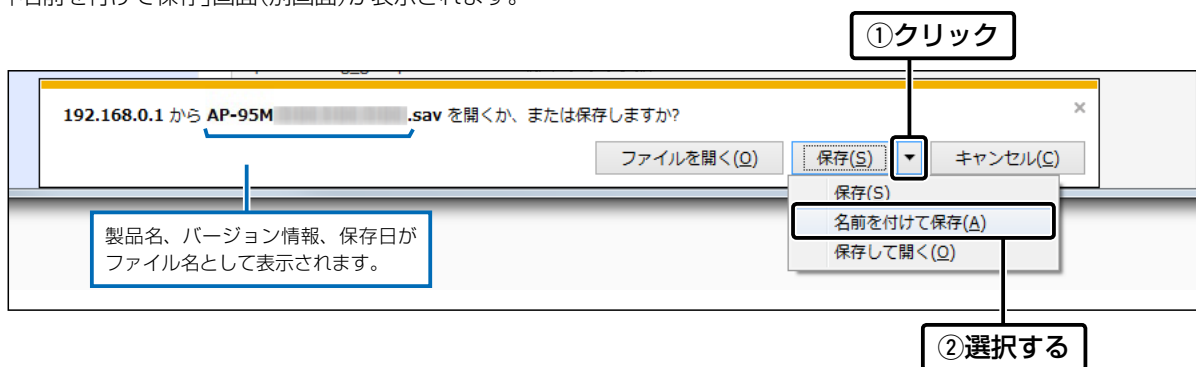 「名前を付けて保存」画面(別画面)が表示されます。
①クリック
192.168.0.1 から AP-95M .sav を開くか、または保存しますか?
×
ファイルを開く(O) 保存(S) ▼ キャンセル(C)
保存(S)
名前を付けて保存(A)
保存して開く(O)
製品名、バージョン情報、保存日が
ファイル名として表示されます。
②選択する